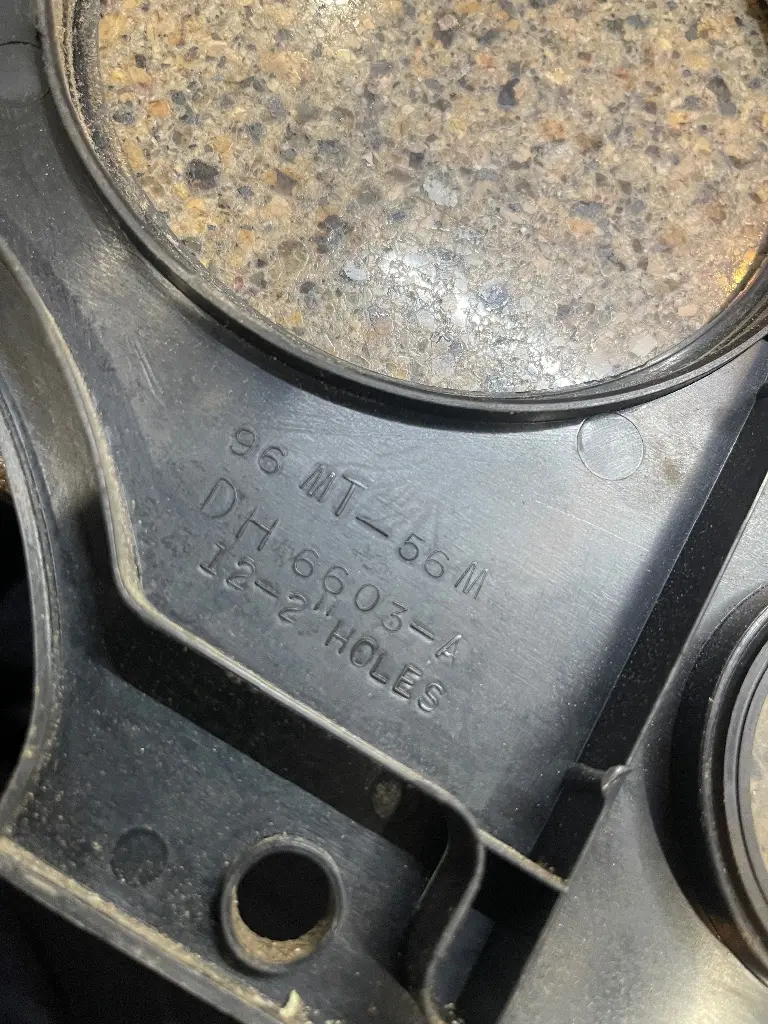 96 MT-56M
DH 6603-A
12-2" HOLES